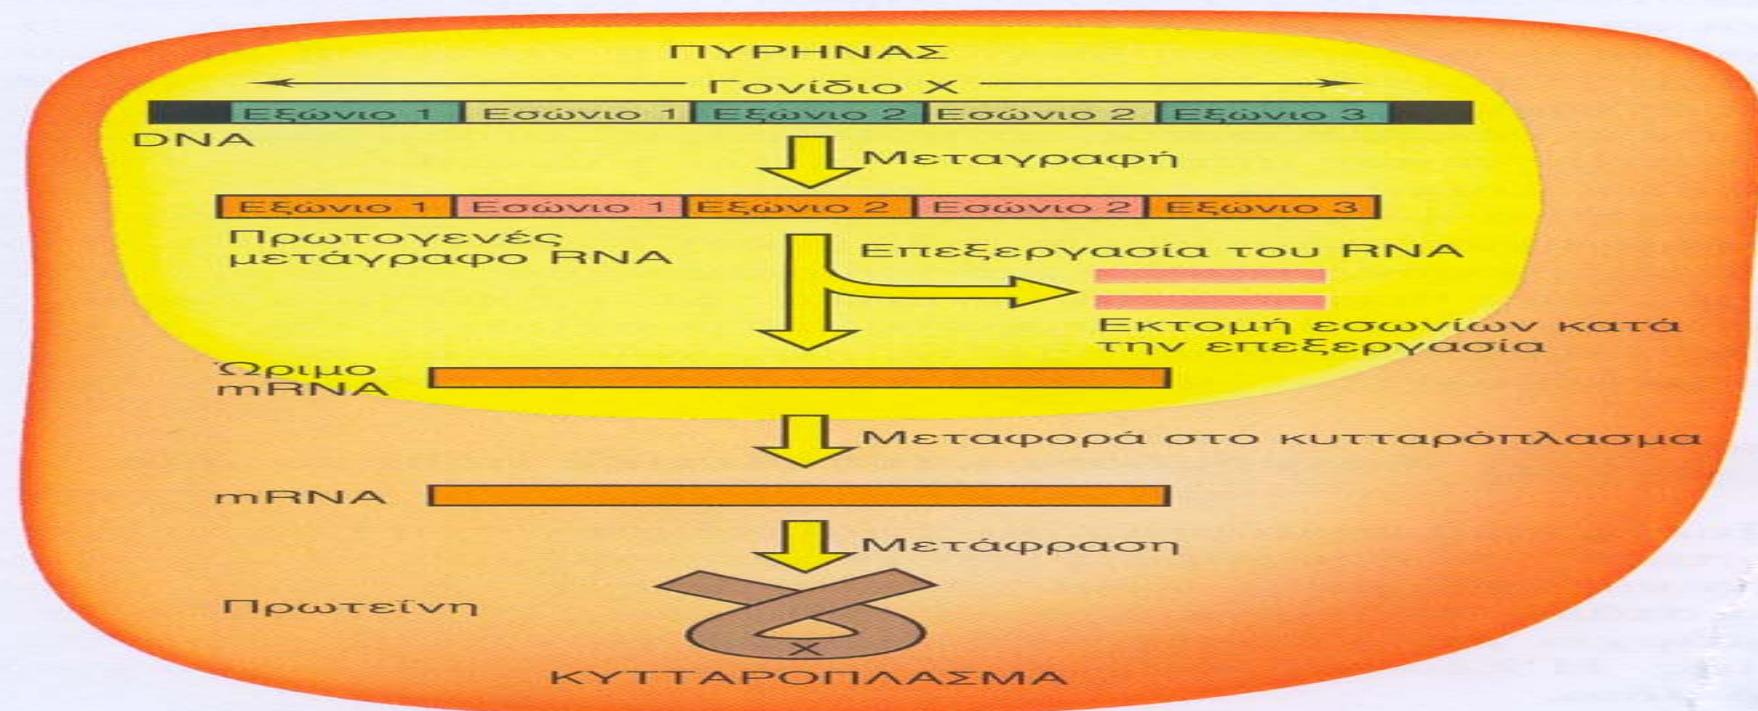 ΠΥΡΗΝΑΣ
Γονίδιο Χ
Εξώνιο 1 Εσώνιο 1 Εξώνιο 2 Εσώνιο 2 Εξώνιο 3
DNA
Μεταγραφή
Εξώνιο 1 Εσώνιο 1 Εξώνιο 2 Εσώνιο 2 Εξώνιο 3
Πρωτογενές
μετάγραφο RNA
Επεξεργασία του RNA
Εκτομή εσωνίων κατά
την επεξεργασία
Ώριμο
mRNA
Μεταφορά στο κυτταρόπλασμα
mRNA
Μετάφραση
Πρωτεΐνη
Χ
ΚΥΤΤΑΡΟΠΛΑΣΜΑ